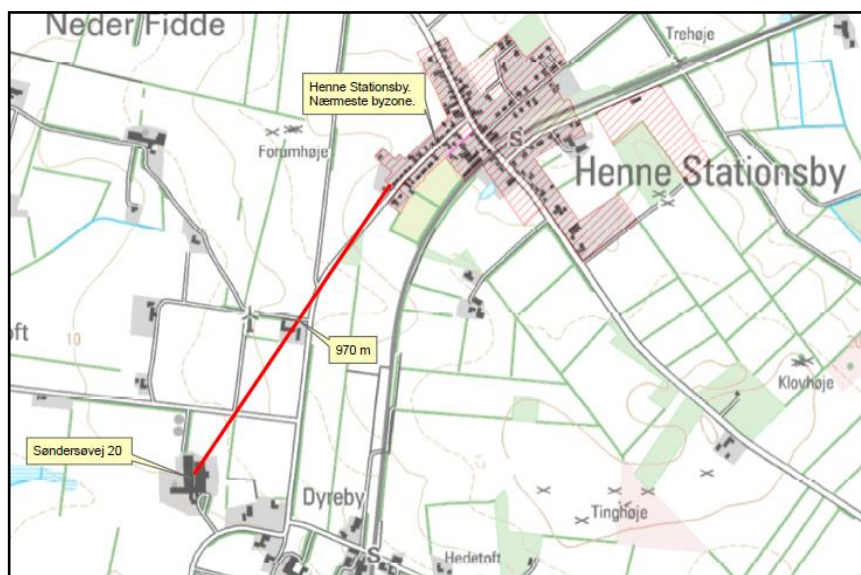 Neder Fidde
Trehøje
Henne Stationsby.
Nærmeste byzone.
Forumhøje
S
Henne Stationsby
10
oft
970 m
20
Klovhøje
Søndersøvej 20
Dyreby
Tinghøje
S
Hedetoft